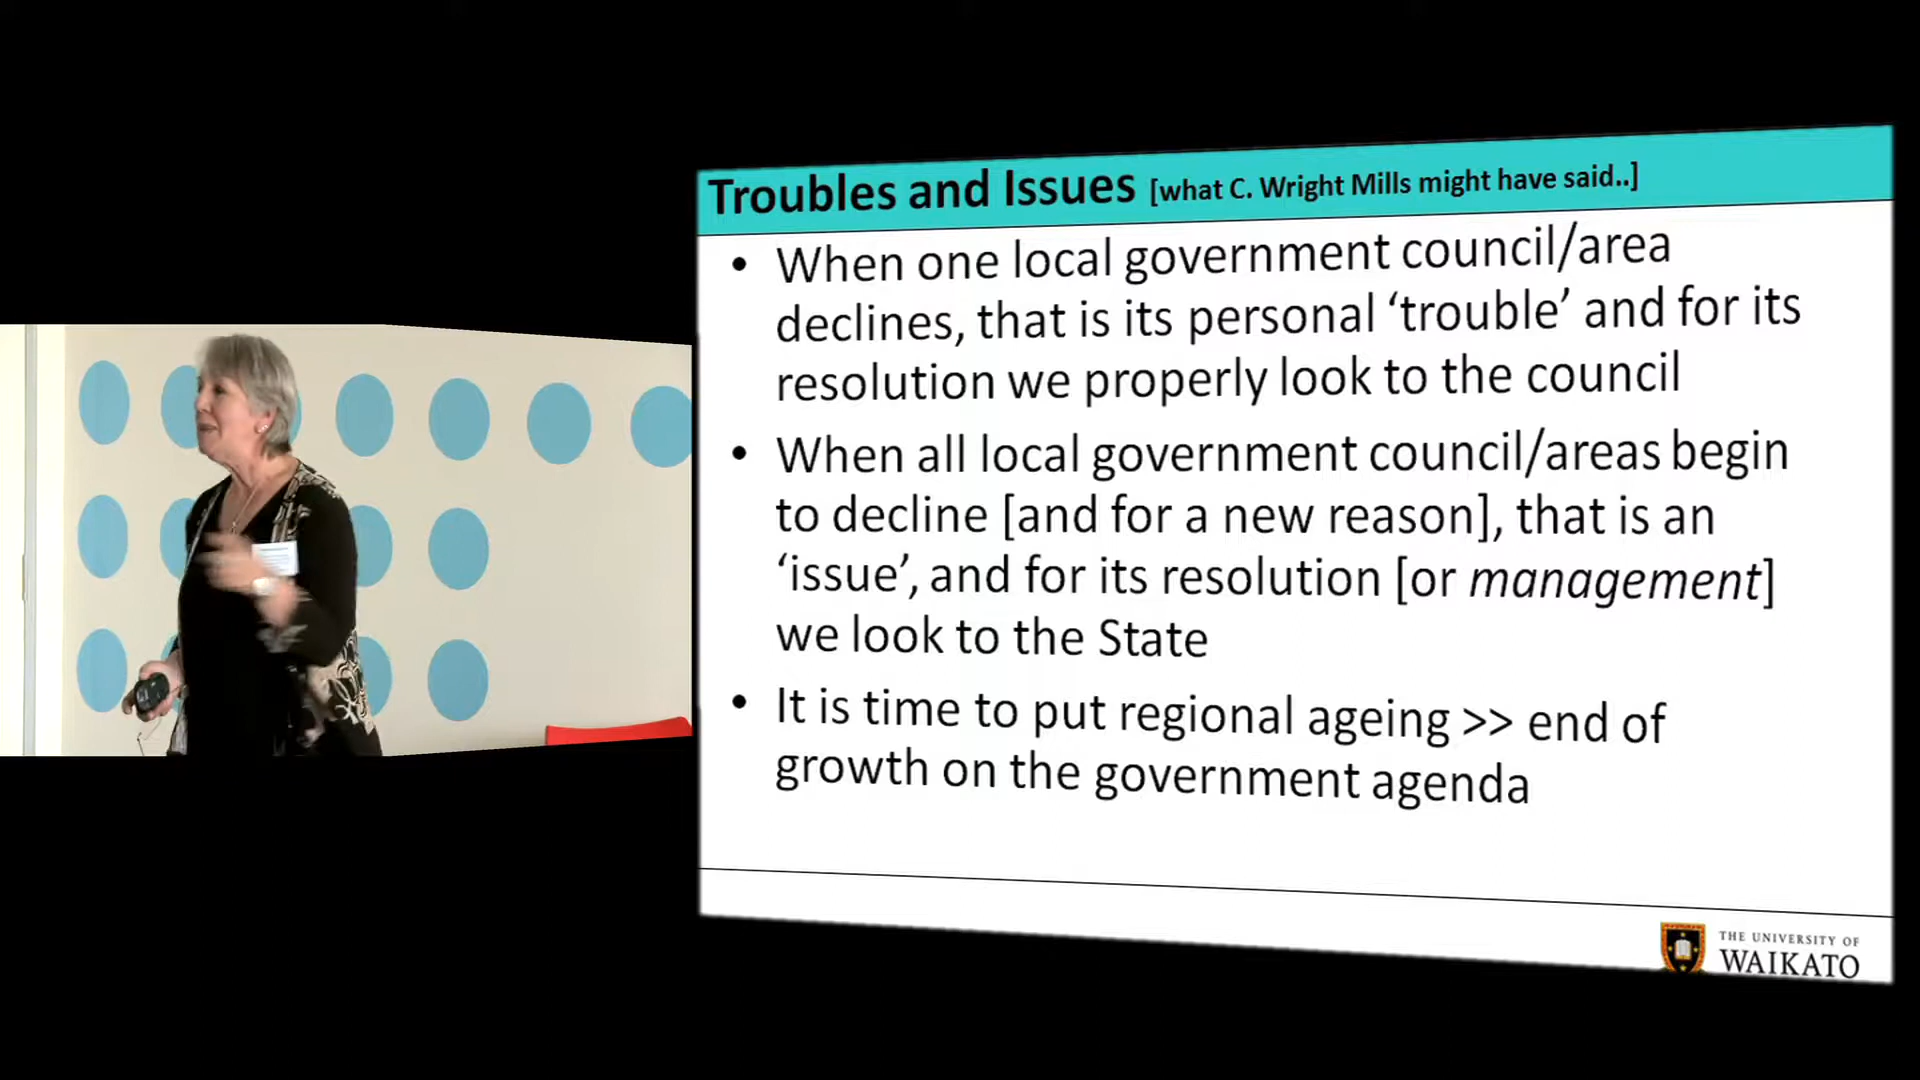 Troubles and Issues [what C. Wright Mills might have said..]
• When one local government council/area
declines, that is its personal ‘trouble’ and for its
resolution we properly look to the council
• When all local government council/areas begin
to decline [and for a new reason], that is an
‘issue’, and for its resolution [or management]
we look to the State
• It is time to put regional ageing >> end of
growth on the government agenda
THE UNIVERSITY OF
WAIKATO